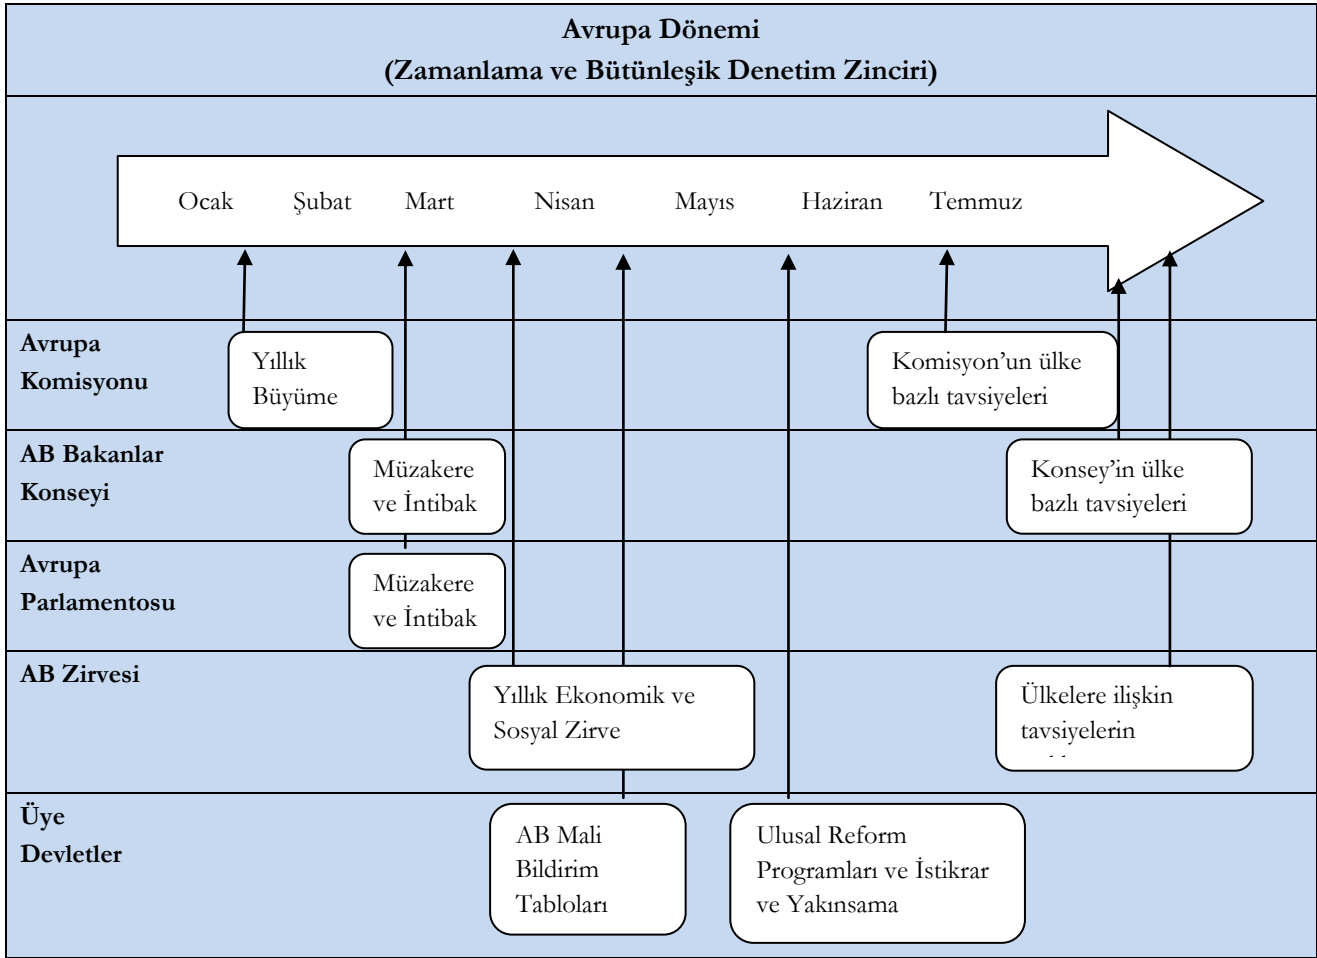 Avrupa Dönemi
(Zamanlama ve Bütünleşik Denetim Zinciri)
Ocak Şubat Mart Nisan Mayıs Haziran Temmuz
Avrupa
Komisyonu
Yıllık
Büyüme
Komisyon’un ülke
bazlı tavsiyeleri
AB Bakanlar
Konseyi
Müzakere
ve İntibak
Konsey’in ülke
bazlı tavsiyeleri
Avrupa
Parlamentosu
Müzakere
ve İntibak
AB Zirvesi
Yıllık Ekonomik ve
Sosyal Zirve
Ülkelere ilişkin
tavsiyelerin
Üye
Devletler
AB Mali
Bildirim
Tabloları
Ulusal Reform
Programları ve İstikrar
ve Yakınsama